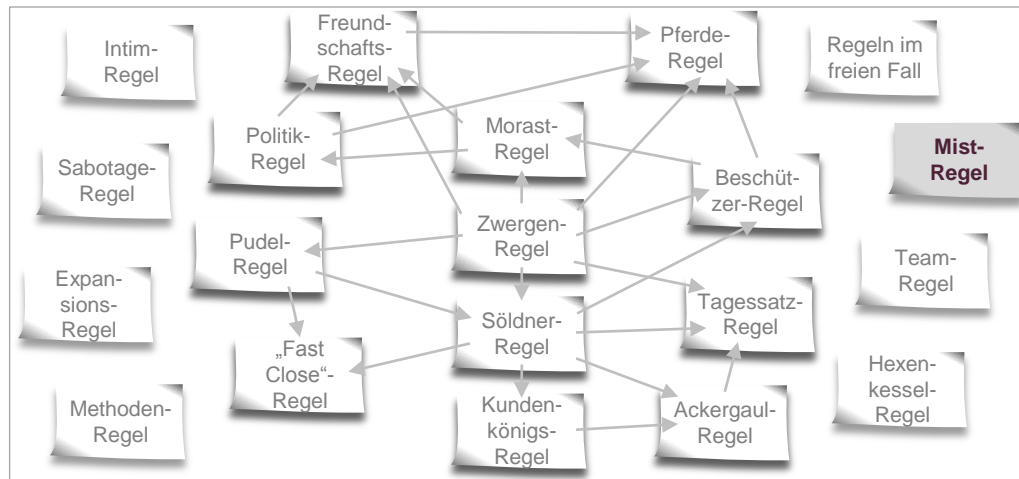 Intim-
Regel
Freund-
schafts-
Regel
Pferde-
Regel
Regeln im
freien Fall
Politik-
Regel
Morast-
Regel
Mist-
Regel
Sabotage-
Regel
Beschüt-
zer-Regel
Pudel-
Regel
Zwergen-
Regel
Team-
Regel
Expan-
sions-
Regel
Söldner-
Regel
Tagessatz-
Regel
„Fast
Close“-
Regel
Hexen-
kessel-
Regel
Methoden-
Regel
Kunden-
königs-
Regel
Ackergaul-
Regel